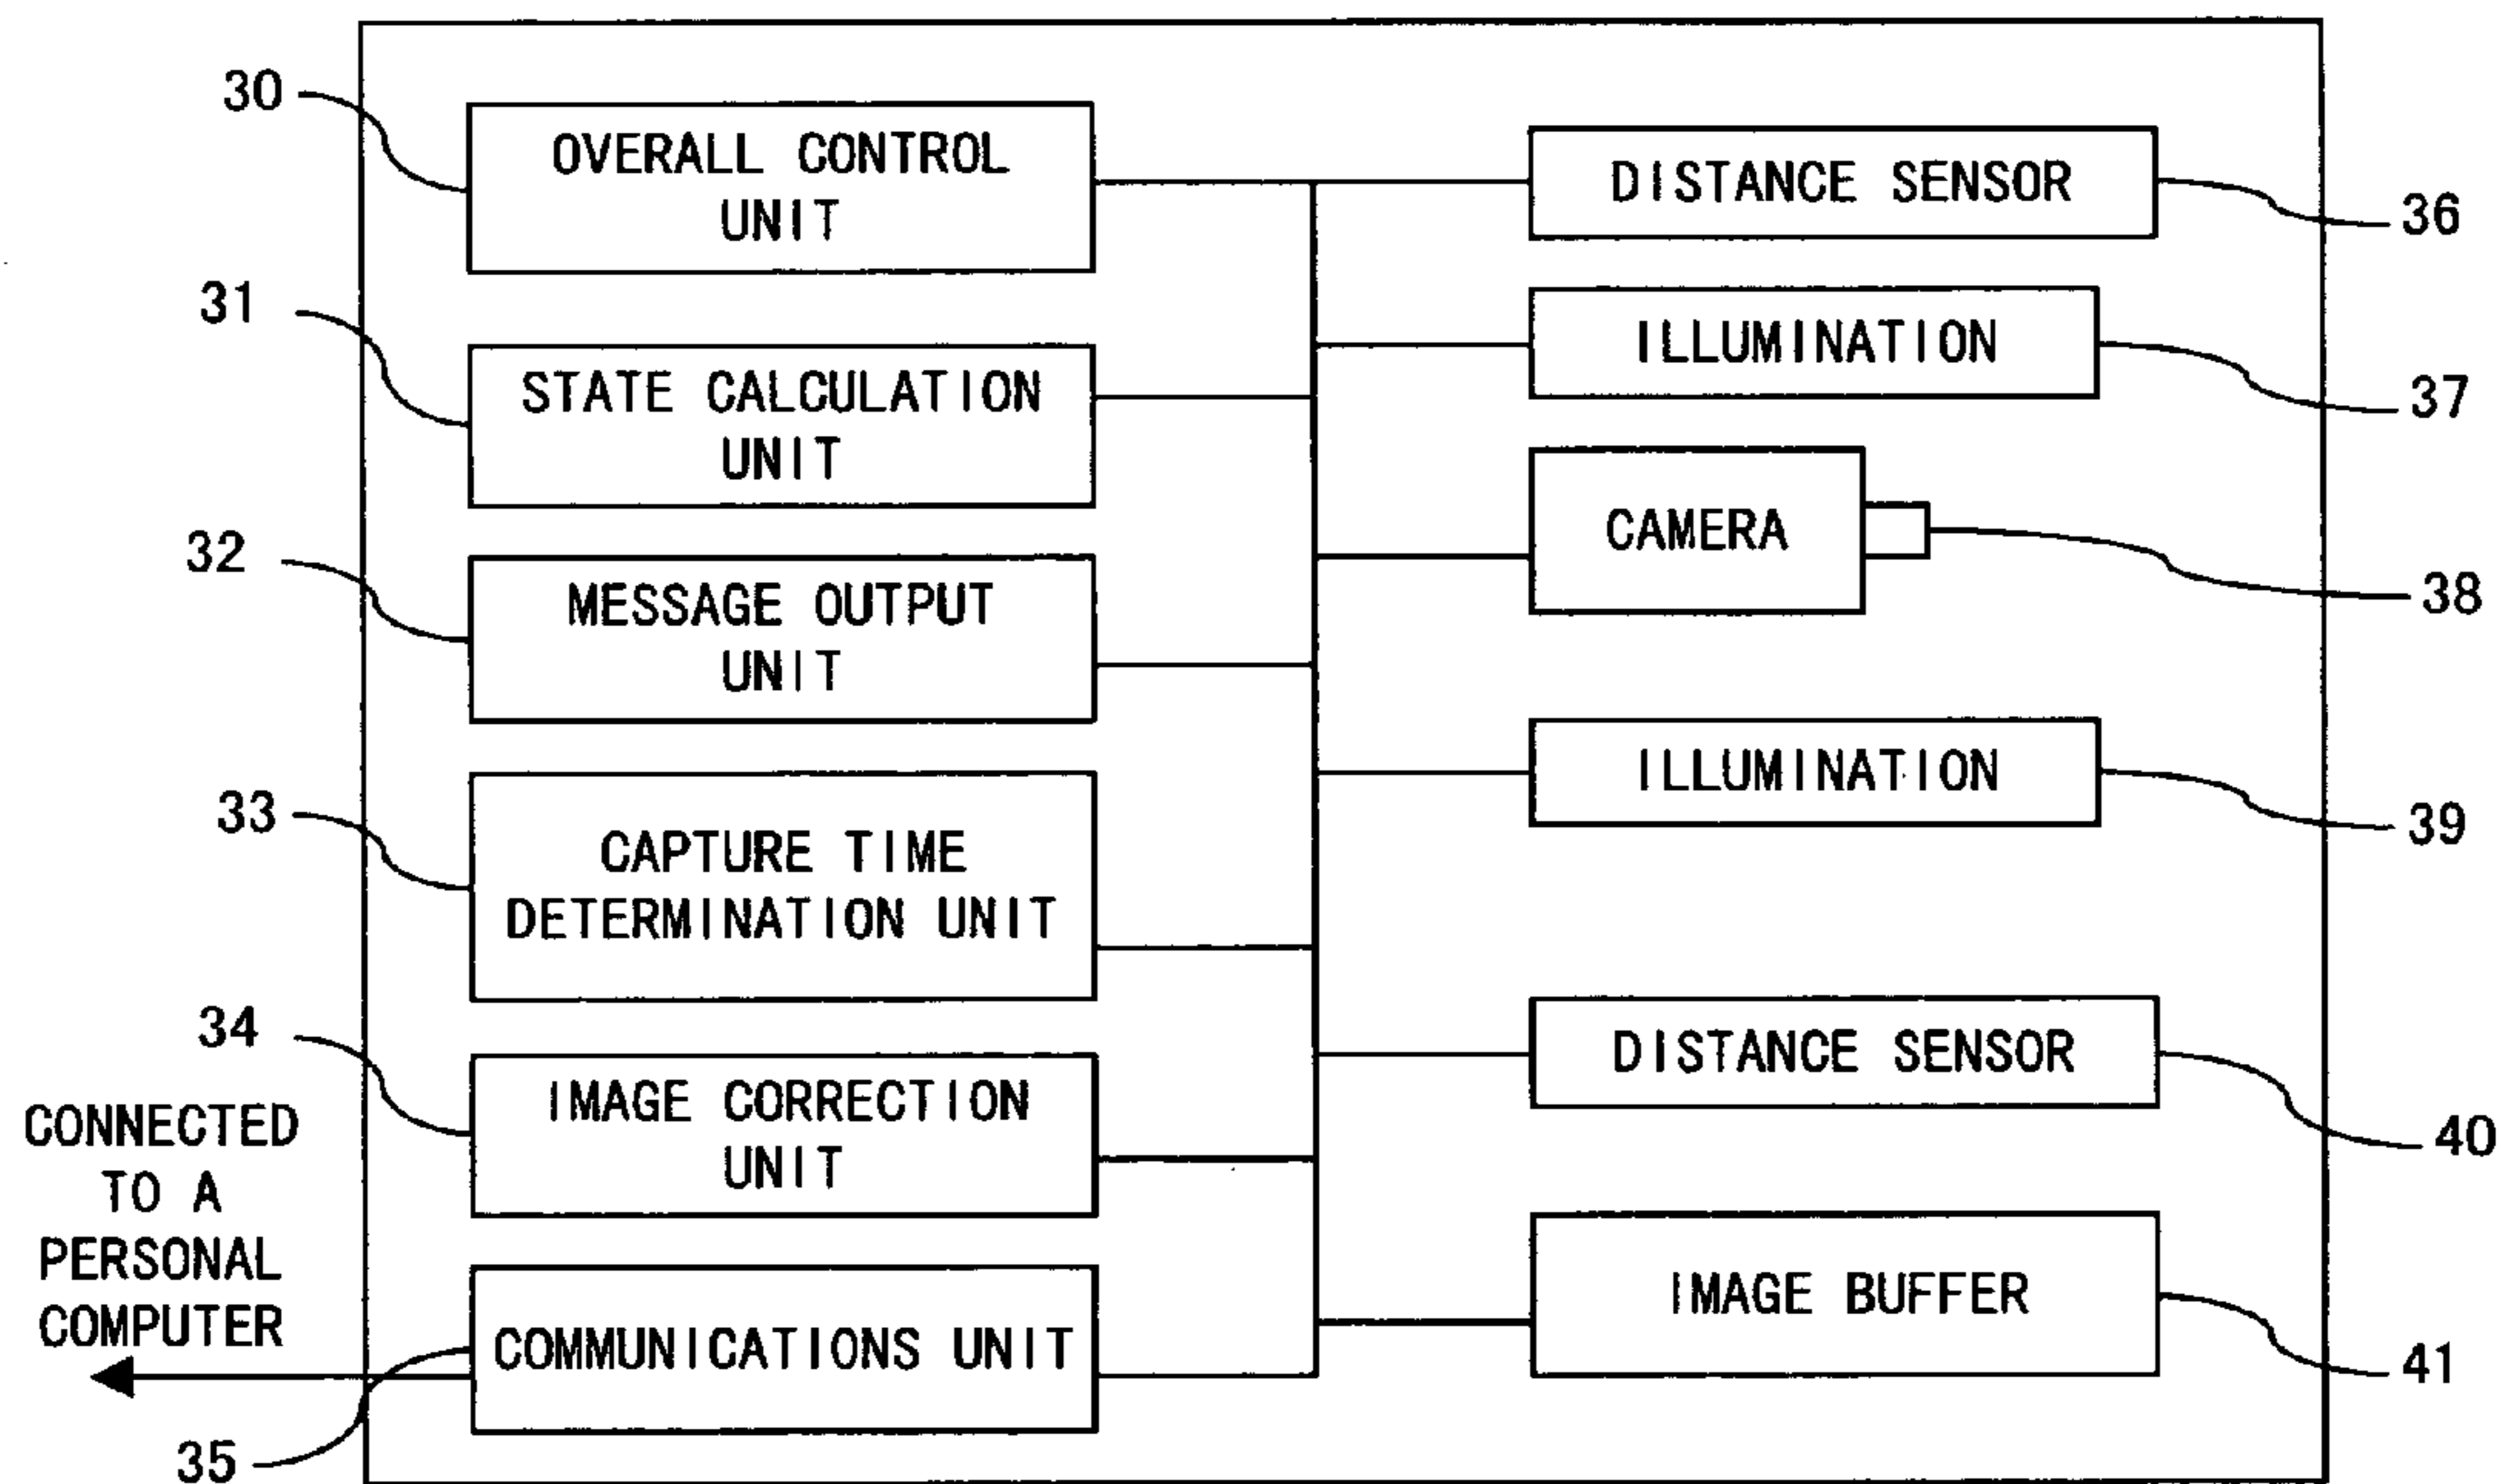 30
OVERALL CONTROL
UNIT
31
STATE CALCULATION
UNIT
32
MESSAGE OUTPUT
UNIT
33
CAPTURE TIME
DETERMINATION UNIT
34
IMAGE CORRECTION
UNIT
CONNECTED
TO A
PERSONAL
COMPUTER
COMMUNICATIONS UNIT
35
DISTANCE SENSOR
36
ILLUMINATION
37
CAMERA
38
ILLUMINATION
39
DISTANCE SENSOR
40
IMAGE BUFFER
41